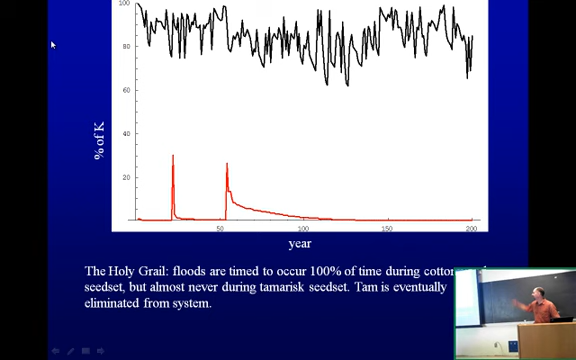 100
80
60
40
20
50
100
150
200
% of K
year
The Holy Grail: floods are timed to occur 100% of time during
seedset, but almost never during tamarisk seedset. Tam is eventually
eliminated from system.